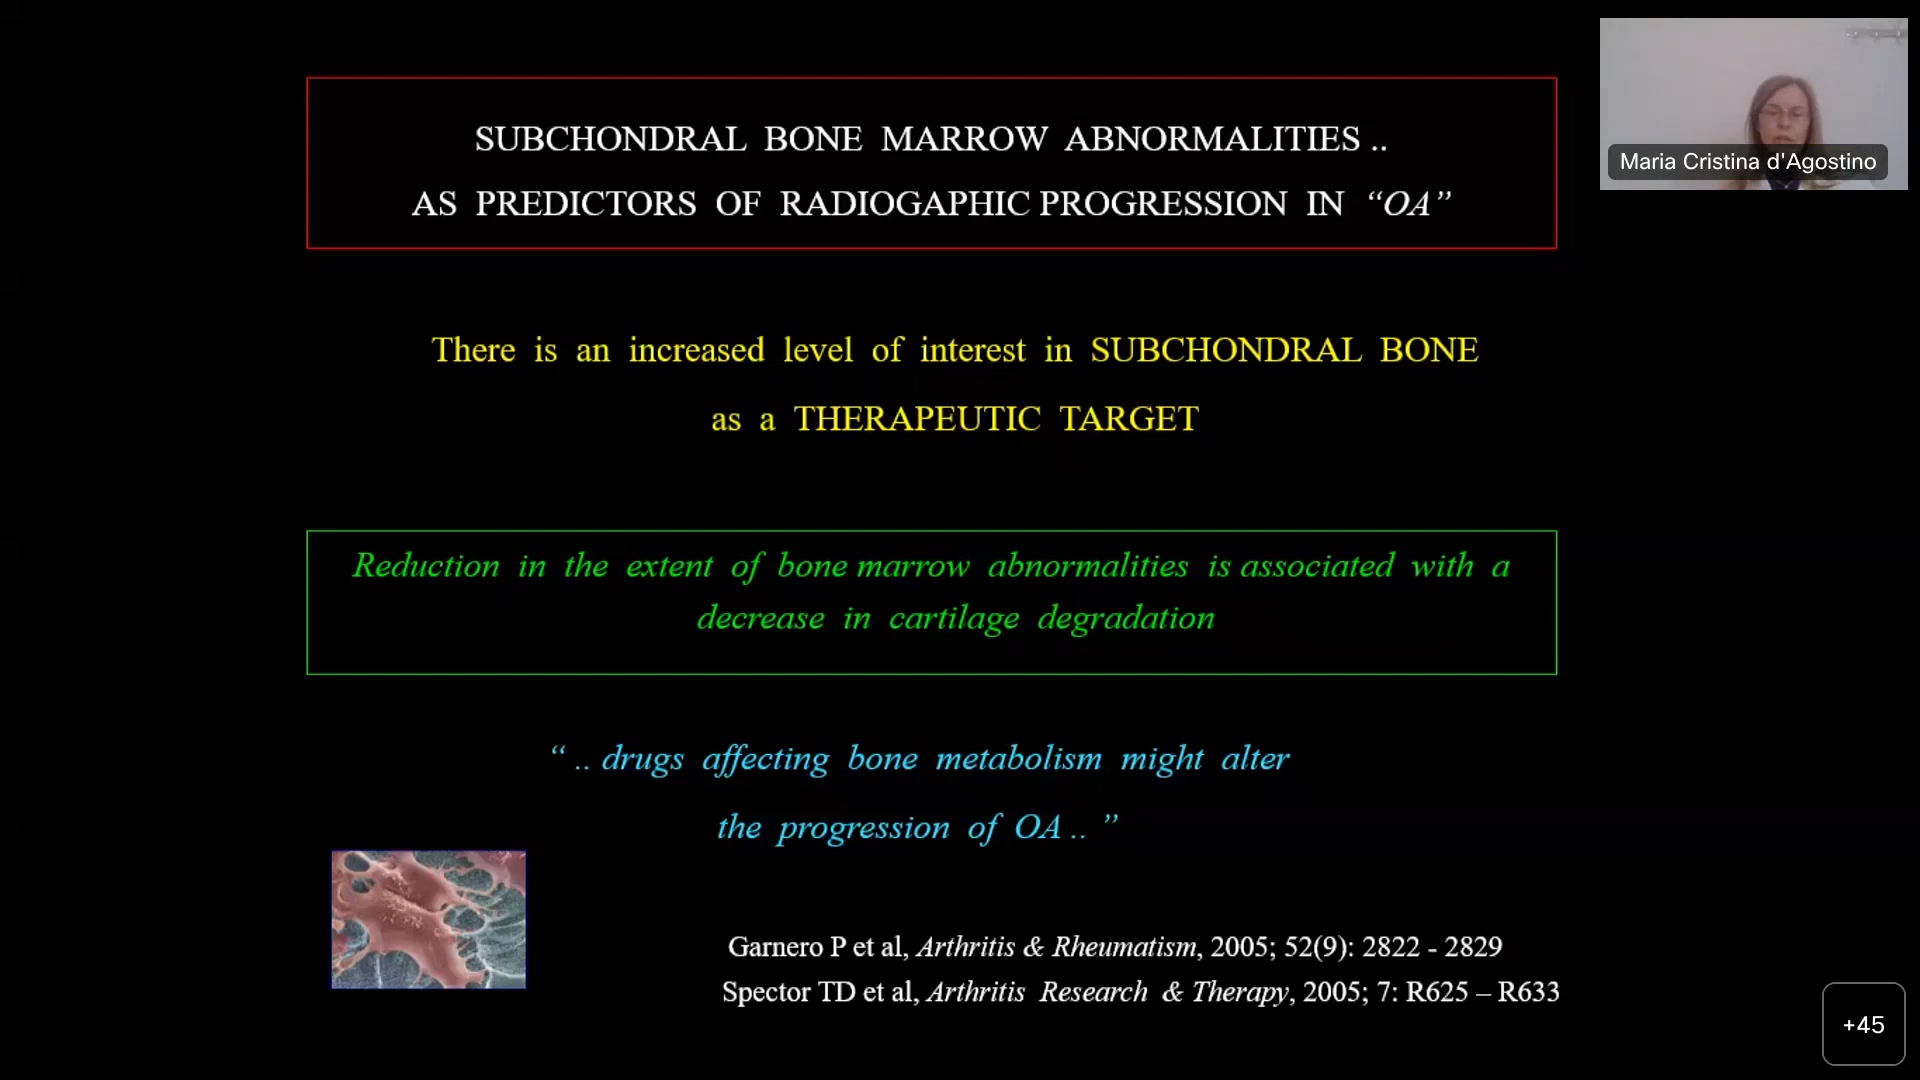 SUBCHONDRAL BONE MARROW ABNORMALITIES ..
AS PREDICTORS OF RADIOGAPHIC PROGRESSION IN “OA”
Maria Cristina d'Agostino
There is an increased level of interest in SUBCHONDRAL BONE
as a THERAPEUTIC TARGET
Reduction in the extent of bone marrow abnormalities is associated with a
decrease in cartilage degradation
“ .. drugs affecting bone metabolism might alter
the progression of OA .. ”
Garnero P et al, Arthritis & Rheumatism, 2005; 52(9): 2822 - 2829
Spector TD et al, Arthritis Research & Therapy, 2005; 7: R625 – R633
+45